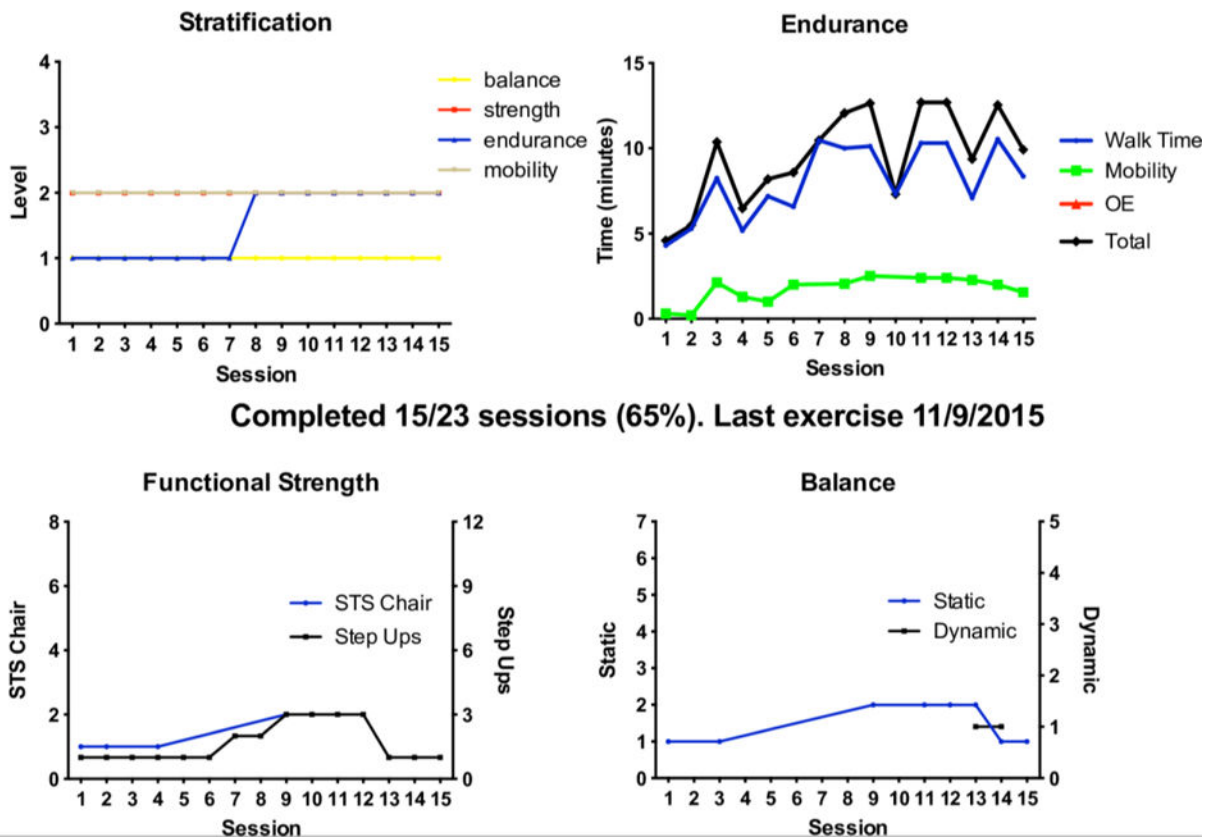 Stratification
4
3
2
1
0
Level
1 2 3 4 5 6 7 8 9 10 11 12 13 14 15
Session
balance
strength
endurance
mobility
Endurance
15
10
5
0
Time (minutes)
1 2 3 4 5 6 7 8 9 10 11 12 13 14 15
Session
Walk Time
Mobility
OE
Total
Completed 15/23 sessions (65%). Last exercise 11/9/2015
Functional Strength
8
6
4
2
0
STS Chair
12
9
6
3
0
Step Ups
STS Chair
Step Ups
1 2 3 4 5 6 7 8 9 10 11 12 13 14 15
Session
Balance
7
6
5
4
3
2
1
0
Static
5
4
3
2
1
0
Dynamic
Static
Dynamic
1 2 3 4 5 6 7 8 9 10 11 12 13 14 15
Session